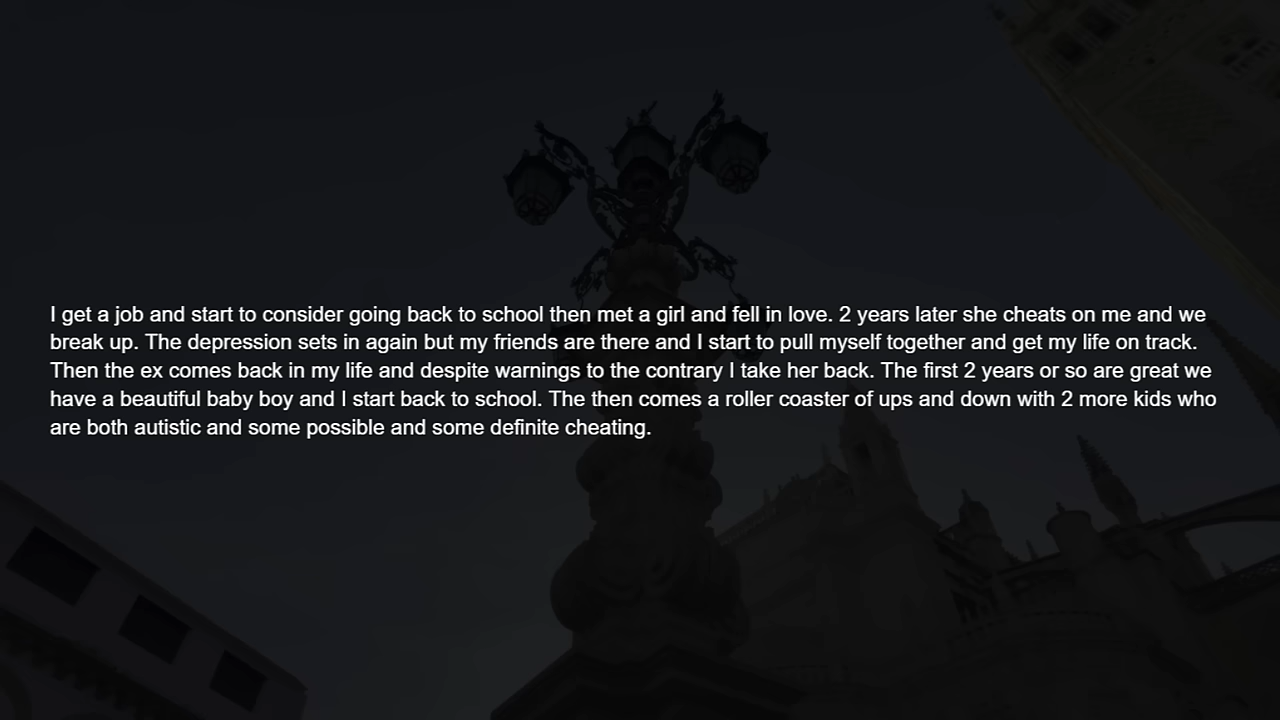 I get a job and start to consider going back to school then met a girl and fell in love. 2 years later she cheats on me and we
break up. The depression sets in again but my friends are there and I start to pull myself together and get my life on track.
Then the ex comes back in my life and despite warnings to the contrary I take her back. The first 2 years or so are great we
have a beautiful baby boy and I start back to school. The then comes a roller coaster of ups and down with 2 more kids who
are both autistic and some possible and some definite cheating.